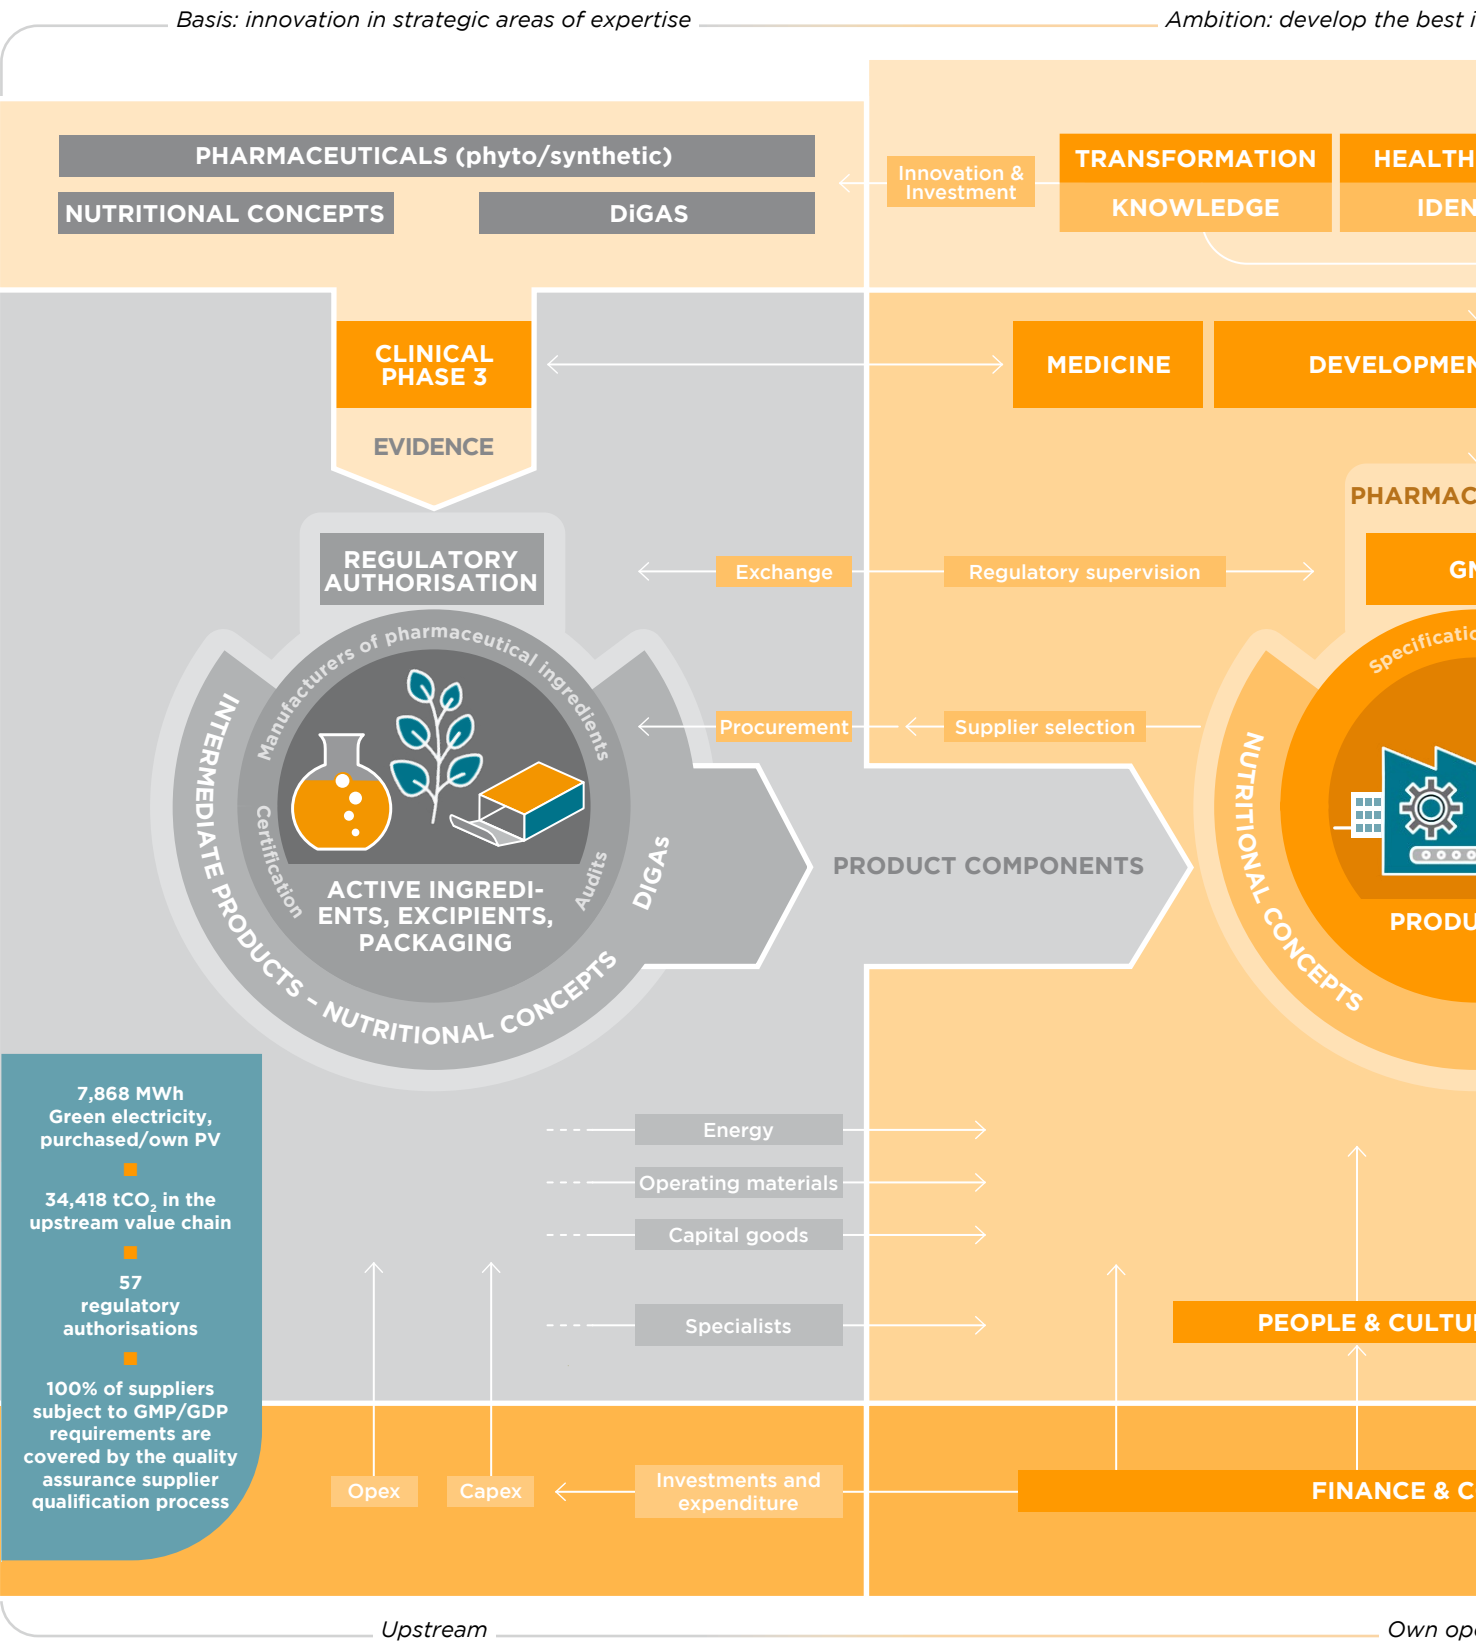 Basis: innovation in strategic areas of expertise
Ambition: develop the best i
PHARMACEUTICALS (phyto/synthetic)
NUTRITIONAL CONCEPTS
DiGAS
Innovation &
Investment
TRANSFORMATION
KNOWLEDGE
HEALTH
IDEN
CLINICAL
PHASE 3
EVIDENCE
MEDICINE
DEVELOPMEN
REGULATORY
AUTHORISATION
Exchange
Regulatory supervision
PHARMAC
GM
Manufacturers of pharmaceutical ingredients
Certification
Audits
INTERMEDIATE PRODUCTS – NUTRITIONAL CONCEPTS
DIGAs
ACTIVE INGREDI-
ENTS, EXCIPIENTS,
PACKAGING
Procurement
Supplier selection
PRODUCT COMPONENTS
Specificatio
NUTRITIONAL CONCEPTS
PRODU
7,868 MWh
Green electricity,
purchased/own PV
34,418 tCO2 in the
upstream value chain
57
regulatory
authorisations
100% of suppliers
subject to GMP/GDP
requirements are
covered by the quality
assurance supplier
qualification process
Energy
Operating materials
Capital goods
Specialists
PEOPLE & CULTU
Opex
Capex
Investments and
expenditure
FINANCE & C
Upstream
Own ope